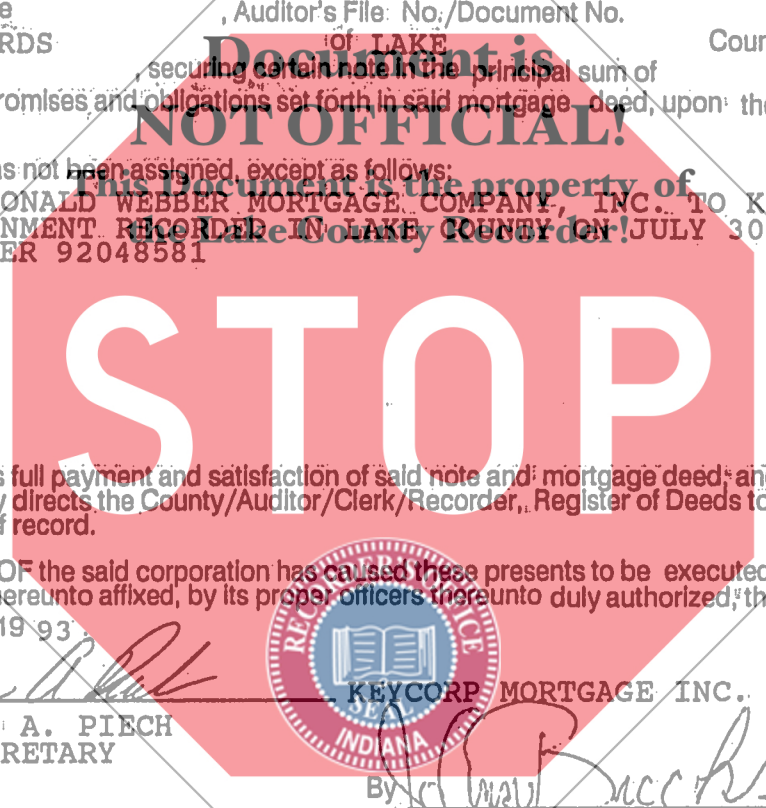 , Auditor's File No./Document No.
RDS of LAKE Coun
, securing certain note in the principal sum of
Document is
romises and obligations set forth in said mortgage deed, upon the
NOT OFFICIAL!
s not been assigned, except as follows:
This Document is the property of
ONALD WEBBER MORTGAGE COMPANY, INC. TO K
NMENT RECORDED IN LAKE COUNTY ON JULY 30
the Lake County Recorder!
ER 92048581
STOP
s full payment and satisfaction of said note and mortgage deed, and
y directs the County/Auditor/Clerk/Recorder, Register of Deeds to
f record.
OF the said corporation has caused these presents to be executed
hereunto affixed, by its proper officers thereunto duly authorized, th
19 93
RECORDER'S OFFICE
SEAL
INDIANA
KEYCORP MORTGAGE INC.
A. PIECH
RETARY
By